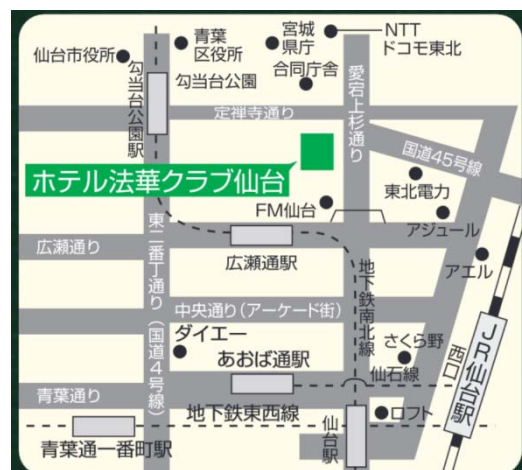 仙台市役所
青葉
区役所
宮城
県庁
NTT
ドコモ東北
勾当台公園
合同庁舎
勾当台公園駅
愛宕上杉通り
定禅寺通り
国道45号線
ホテル法華クラブ仙台
東北電力
FM仙台
アジュール
東二番丁通り(国道4号線)
広瀬通り
広瀬通駅
アエル
地下鉄南北線
中央通り(アーケード街)
ダイエー
さくら野
西口
JR仙台駅
あおば通駅
仙石線
青葉通り
地下鉄東西線
仙台駅
ロフト
青葉通一番町駅